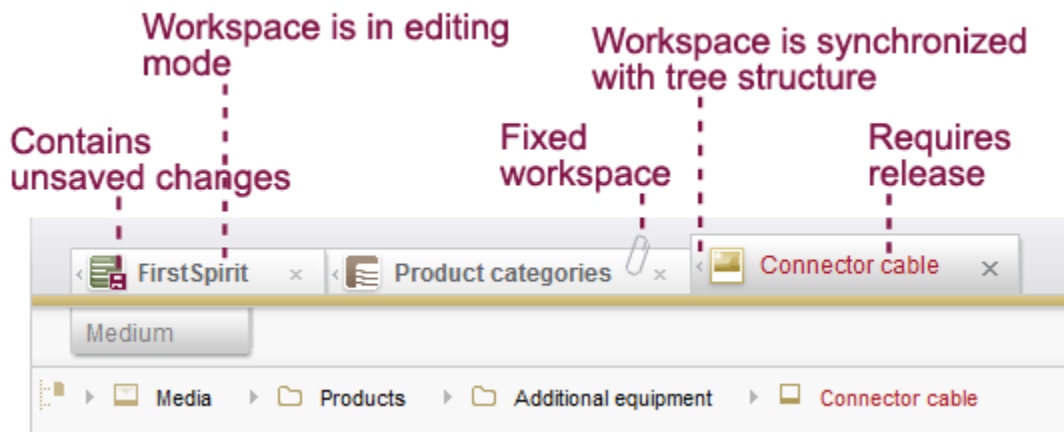 Workspace is in editing
mode
Workspace is synchronized
with tree structure
Contains
unsaved changes
Fixed
workspace
Requires
release
FirstSpirit
Product categories
Connector cable
Medium
Media
Products
Additional equipment
Connector cable